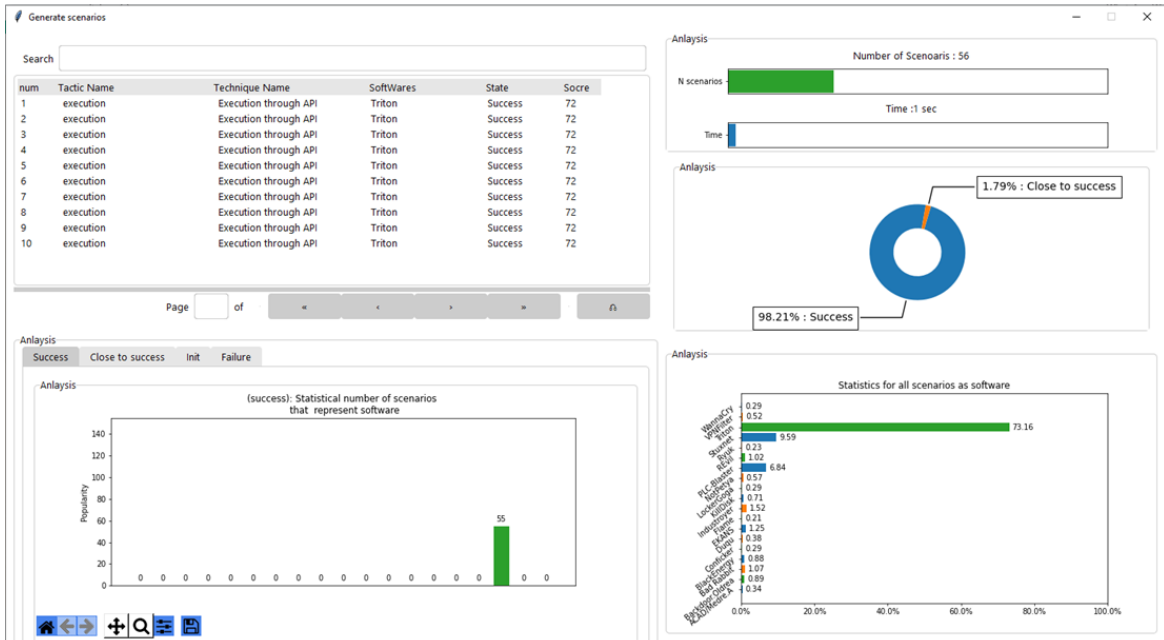 Generate scenarios
Search
num Tactic Name Technique Name SoftWares State Socre
1 execution Execution through API Triton Success 72
2 execution Execution through API Triton Success 72
3 execution Execution through API Triton Success 72
4 execution Execution through API Triton Success 72
5 execution Execution through API Triton Success 72
6 execution Execution through API Triton Success 72
7 execution Execution through API Triton Success 72
8 execution Execution through API Triton Success 72
9 execution Execution through API Triton Success 72
10 execution Execution through API Triton Success 72
Page of « ‹ › »
Anlaysis
Success Close to success Init Failure
Anlaysis
(success): Statistical number of scenarios
that represent software
Popularity
140
120
100
80
60
40
20
0
0 0 0 0 0 0 0 0 0 0 0 0 0 0 0 0 55 0 0
Anlaysis
Number of Scenoaris : 56
N scenarios
Time :1 sec
Time
Anlaysis
1.79% : Close to success
98.21% : Success
Anlaysis
Statistics for all scenarios as software
WannaCry 0.29
VPNFilter 0.52
Triton 73.16
Stuxnet 9.59
Ryuk 0.23
REvil 1.02
PLC-Blaster 6.84
NotPetya 0.57
LockerGoga 0.29
KillDisk 0.71
Industroyer 1.52
Flame 0.21
EKANS 1.25
Duqu 0.38
Conficker 0.29
BlackEnergy 0.88
Bad Rabbit 1.07
Backdoor.Oldrea 0.89
ACAD/Medre.A 0.34
0.0% 20.0% 40.0% 60.0% 80.0% 100.0%